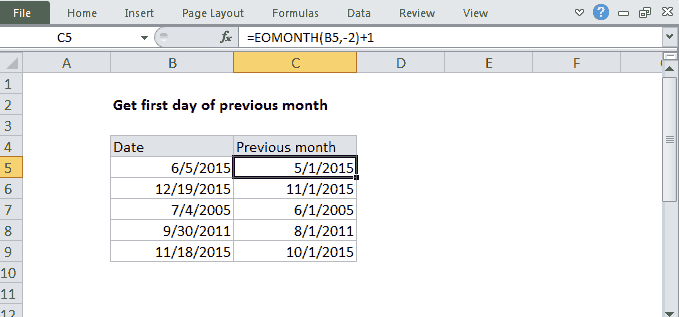 File Home Insert Page Layout Formulas Data Review View
C5 fx =EOMONTH(B5,-2)+1
A B C D E F
1
2 Get first day of previous month
3
4 Date Previous month
5 6/5/2015 5/1/2015
6 12/19/2015 11/1/2015
7 7/4/2005 6/1/2005
8 9/30/2011 8/1/2011
9 11/18/2015 10/1/2015
10
11
12